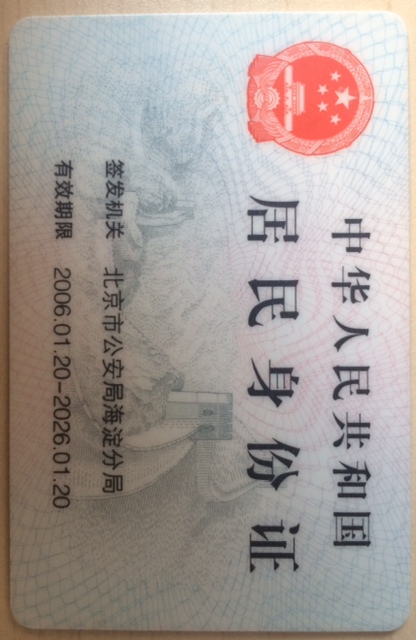 中华人民共和国
居民身份证
签发机关 北京市公安局海淀分局
有效期限 2006.01.20-2026.01.20